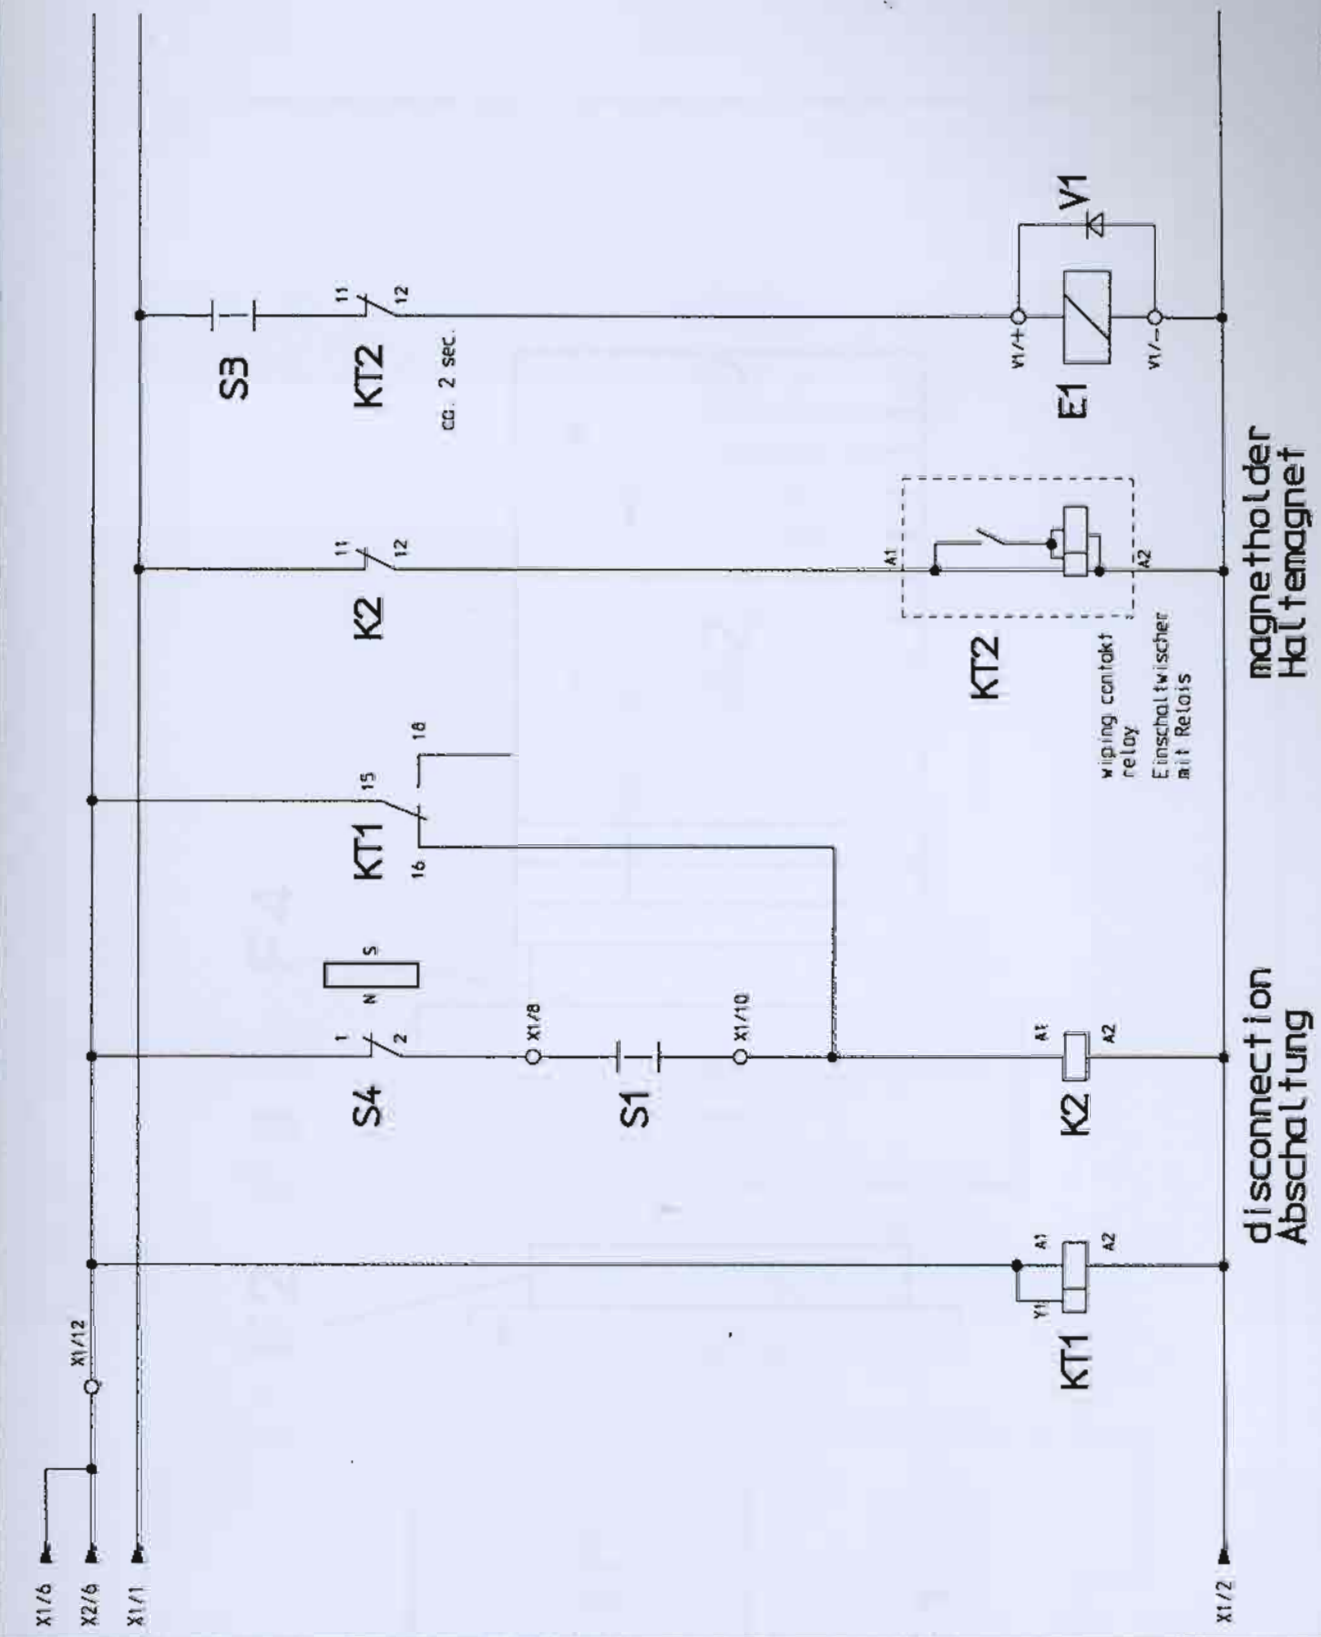 X1/6
X2/6
X1/1
X1/12
S4
1
2
N
S
KT1
15
16
18
K2
11
12
S3
KT2
11
12
ca. 2 sec.
X1/8
S1
X1/10
KT1
Y1
A1
A2
K2
A1
A2
KT2
A1
A2
wiping contakt
relay
Einschaltwischer
mit Relais
E1
V1/+
V1/-
V1
X1/2
disconnection
Abschaltung
magnetholder
Haltemagnet